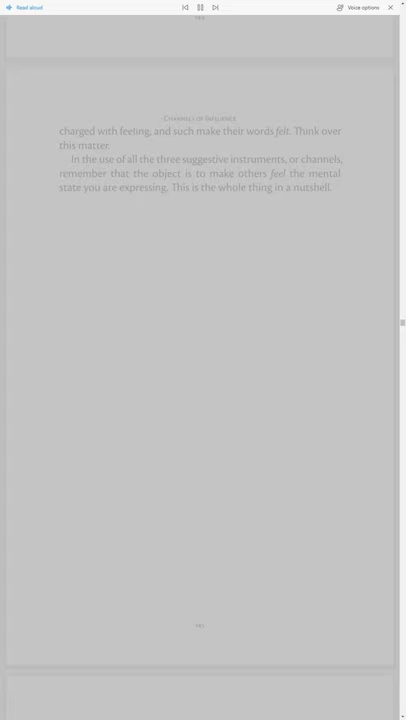 Read aloud
Voice options
CHANNELS OF INFLUENCE
charged with feeling, and such make their words felt. Think over
this matter.
In the use of all the three suggestive instruments, or channels,
remember that the object is to make others feel the mental
state you are expressing. This is the whole thing in a nutshell.